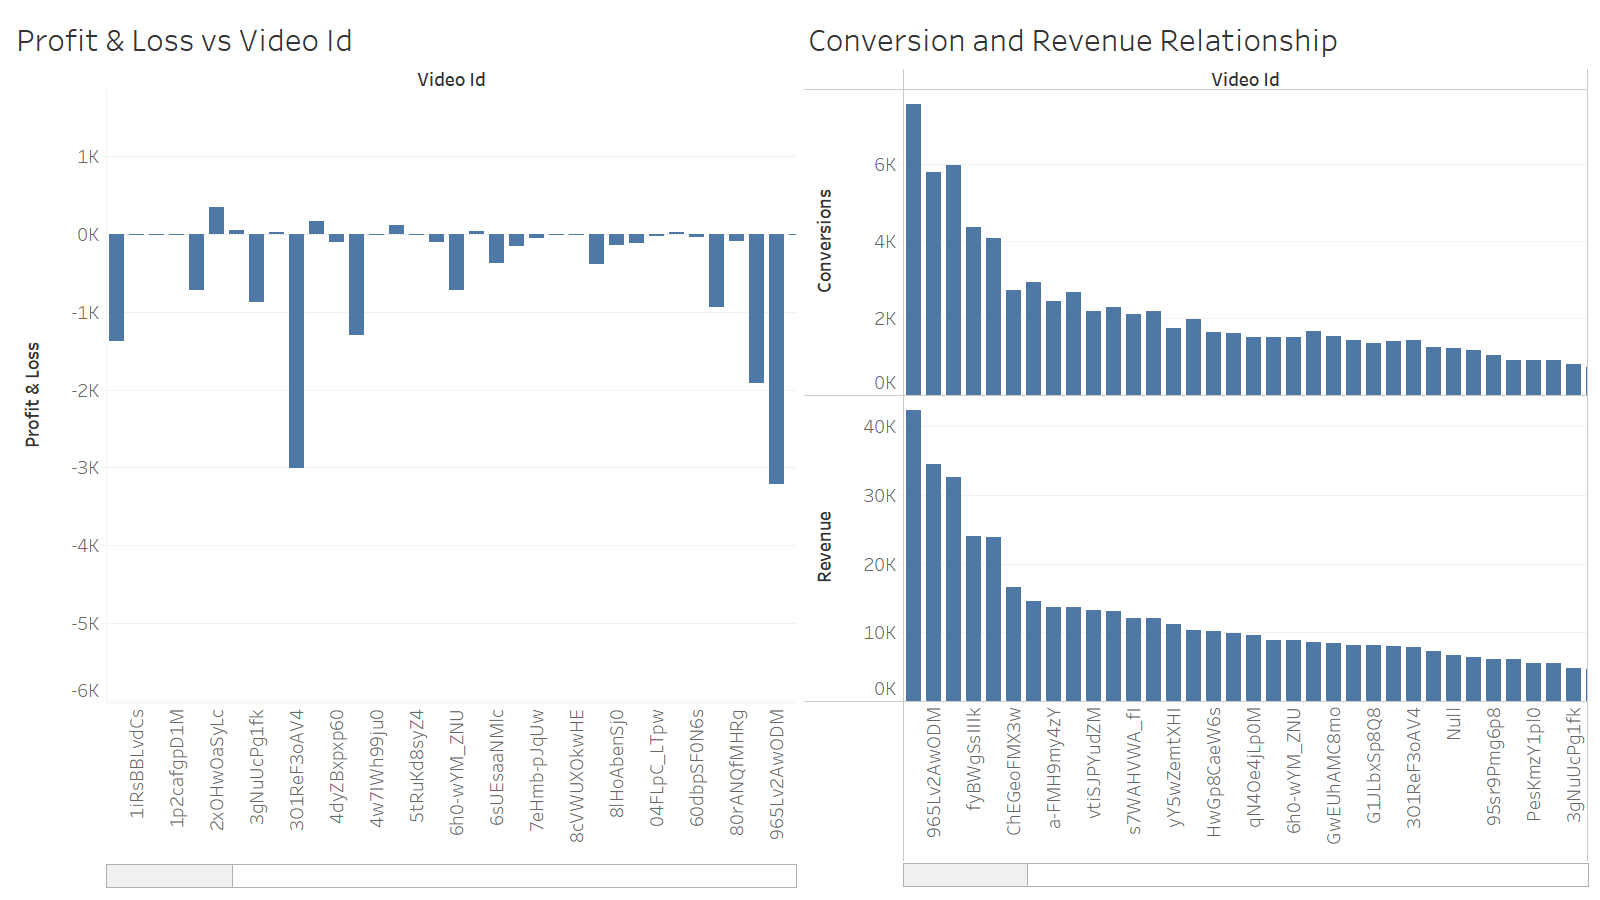 Profit & Loss vs Video Id
Video Id
Profit & Loss
1K
0K
-1K
-2K
-3K
-4K
-5K
-6K
1iRsBBLvdCs
1p2cafgpD1M
2xOHwOaSyLc
3gNuUcPg1fk
3O1ReF3oAV4
4dyZBxpxp60
4w7IWh99ju0
5tRuKd8syZ4
6h0-wYM_ZNU
6sUEsaaNMlc
7eHmb-pJqUw
8cVWUXOkwHE
8lHoAbenSj0
04FLpC_LTpw
60dbpSF0N6s
80rANQfMHRg
965Lv2AwODM
Conversion and Revenue Relationship
Video Id
Conversions
6K
4K
2K
0K
Revenue
40K
30K
20K
10K
0K
965Lv2AwODM
fyBWgSsIIIk
ChEGeoFMX3w
a-FMH9my4zY
vtiSJPYudZM
s7WAHVWA_fI
yY5wZemtXHI
HwGp8CaeW6s
qN4Oe4jLp0M
6h0-wYM_ZNU
GwEUhAMC8mo
G1JLbxSp8Q8
3O1ReF3oAV4
Null
95sr9Pmg6p8
PesKmzY1pl0
3gNuUcPg1fk